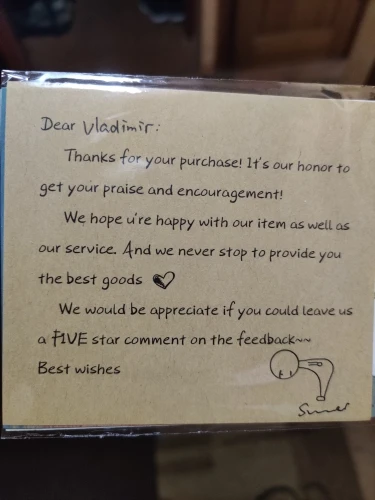 Dear Vladimir:
Thanks for your purchase! It's our honor to
get your praise and encouragement!
We hope u're happy with our item as well as
our service. And we never stop to provide you
the best goods
We would be appreciate if you could leave us
a FIVE star comment on the feedback~~
Best wishes